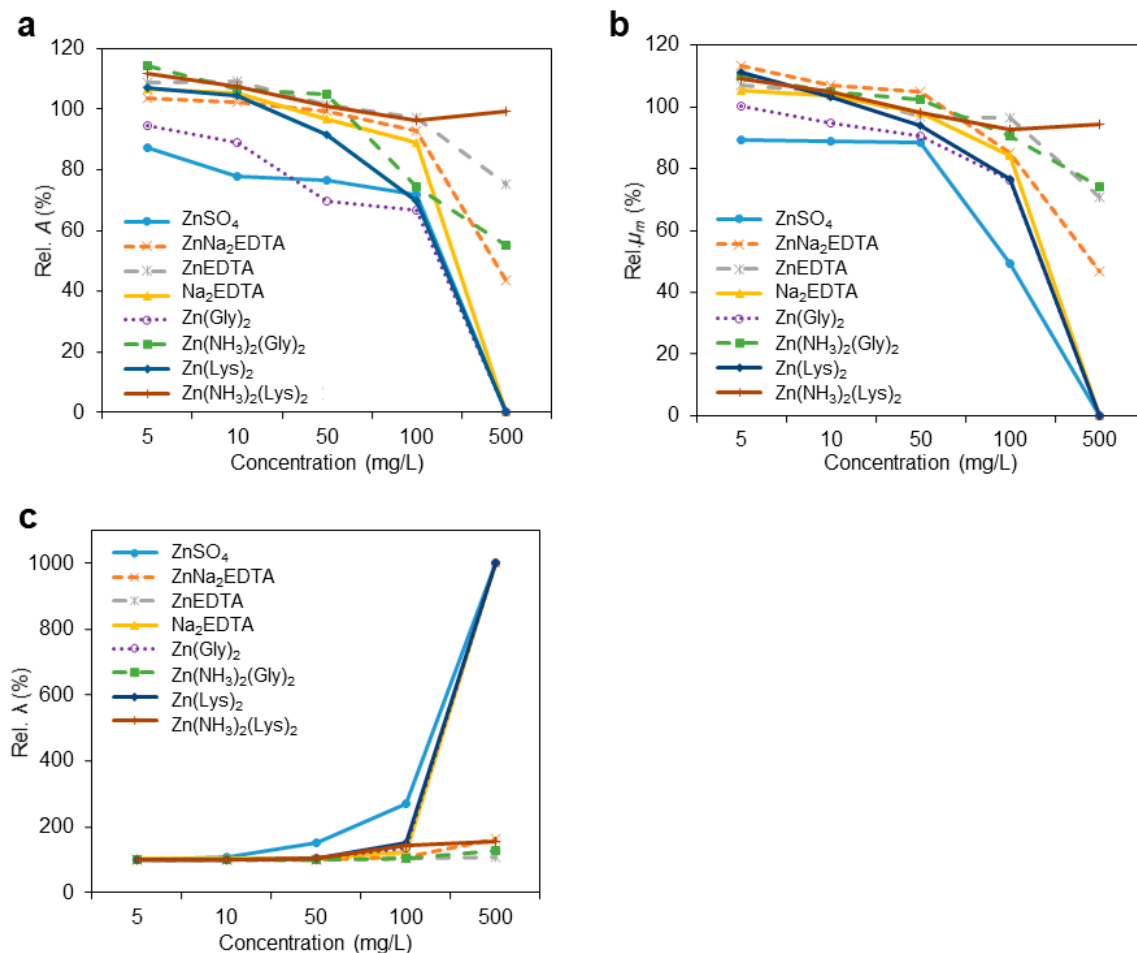 a
120
100
80
60
40
20
0
Rel. A (%)
ZnSO₄
ZnNa₂EDTA
ZnEDTA
Na₂EDTA
Zn(Gly)₂
Zn(NH₃)₂(Gly)₂
Zn(Lys)₂
Zn(NH₃)₂(Lys)₂
5 10 50 100 500
Concentration (mg/L)
b
120
100
80
60
40
20
0
Rel.μₘ (%)
ZnSO₄
ZnNa₂EDTA
ZnEDTA
Na₂EDTA
Zn(Gly)₂
Zn(NH₃)₂(Gly)₂
Zn(Lys)₂
Zn(NH₃)₂(Lys)₂
5 10 50 100 500
Concentration (mg/L)
c
1000
800
600
400
200
0
Rel. λ (%)
ZnSO₄
ZnNa₂EDTA
ZnEDTA
Na₂EDTA
Zn(Gly)₂
Zn(NH₃)₂(Gly)₂
Zn(Lys)₂
Zn(NH₃)₂(Lys)₂
5 10 50 100 500
Concentration (mg/L)